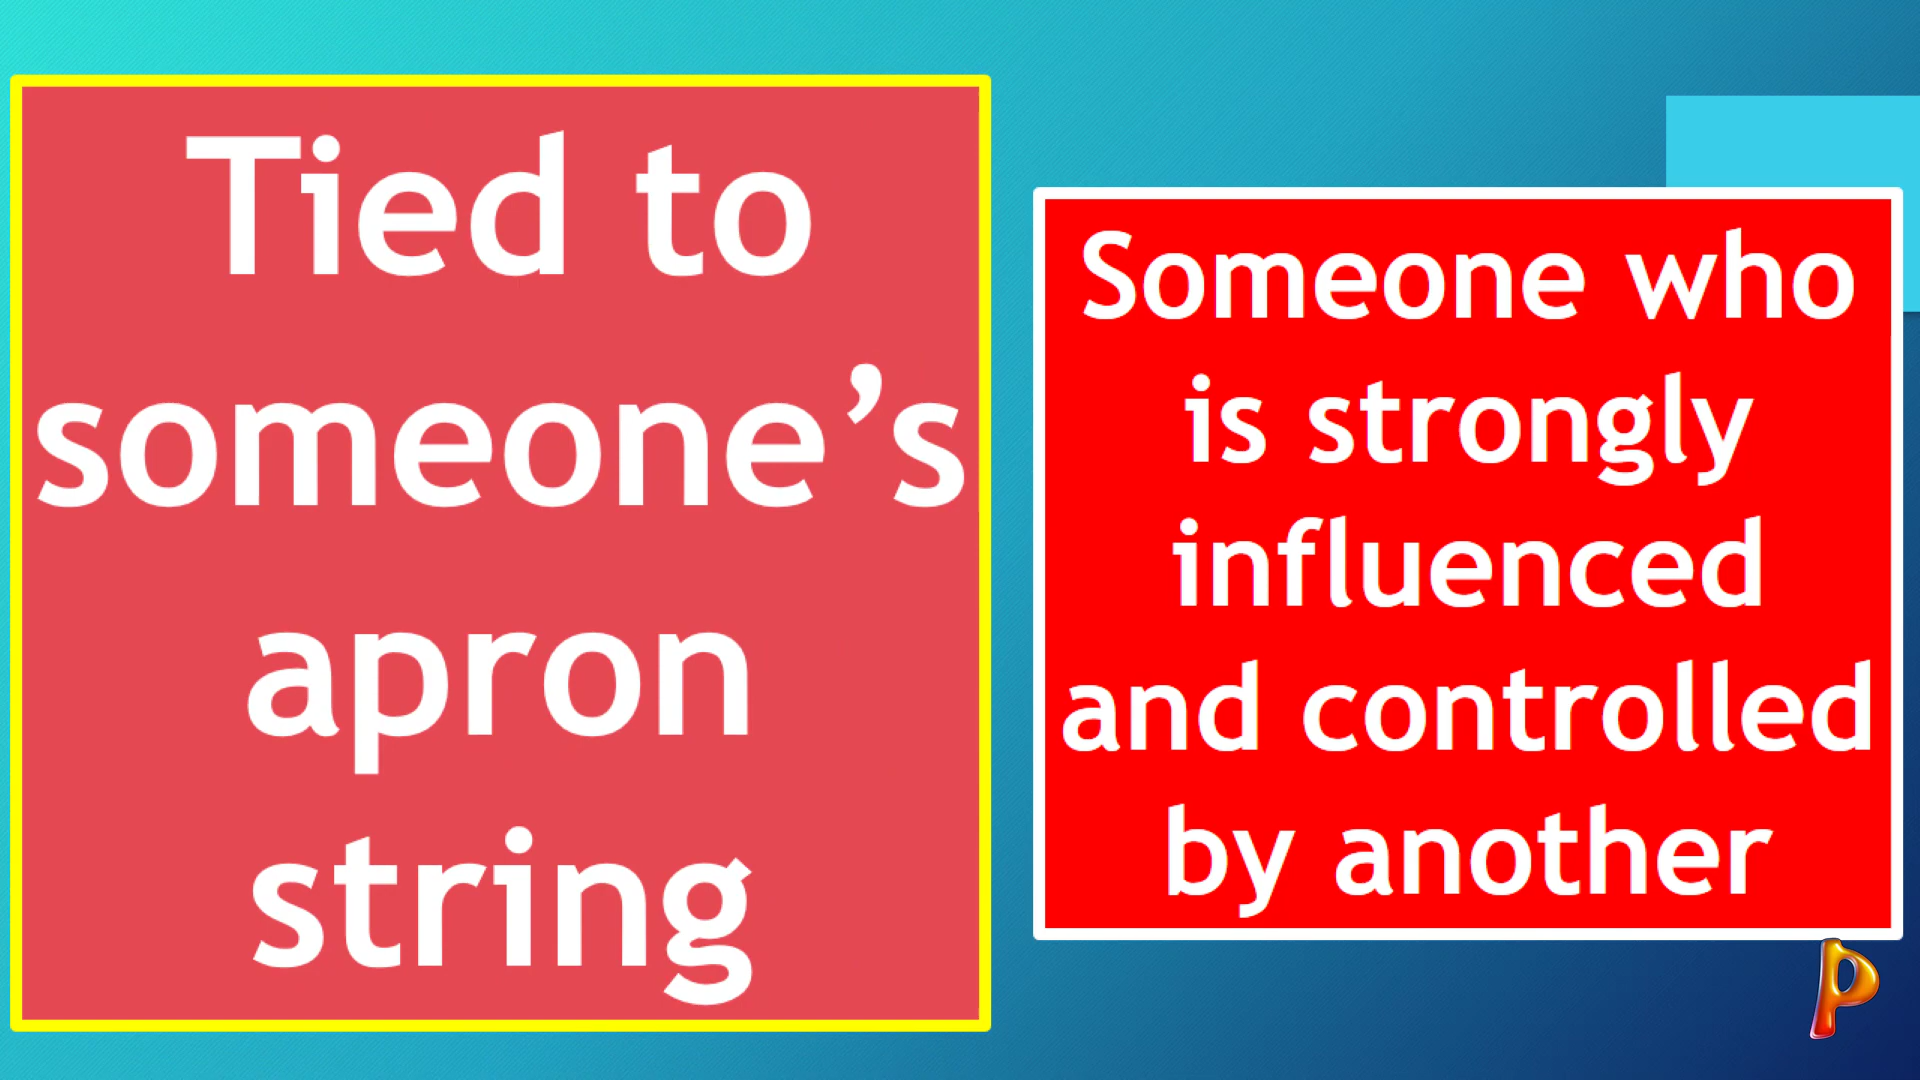 Tied to
someone’s
apron
string
Someone who
is strongly
influenced
and controlled
by another
P